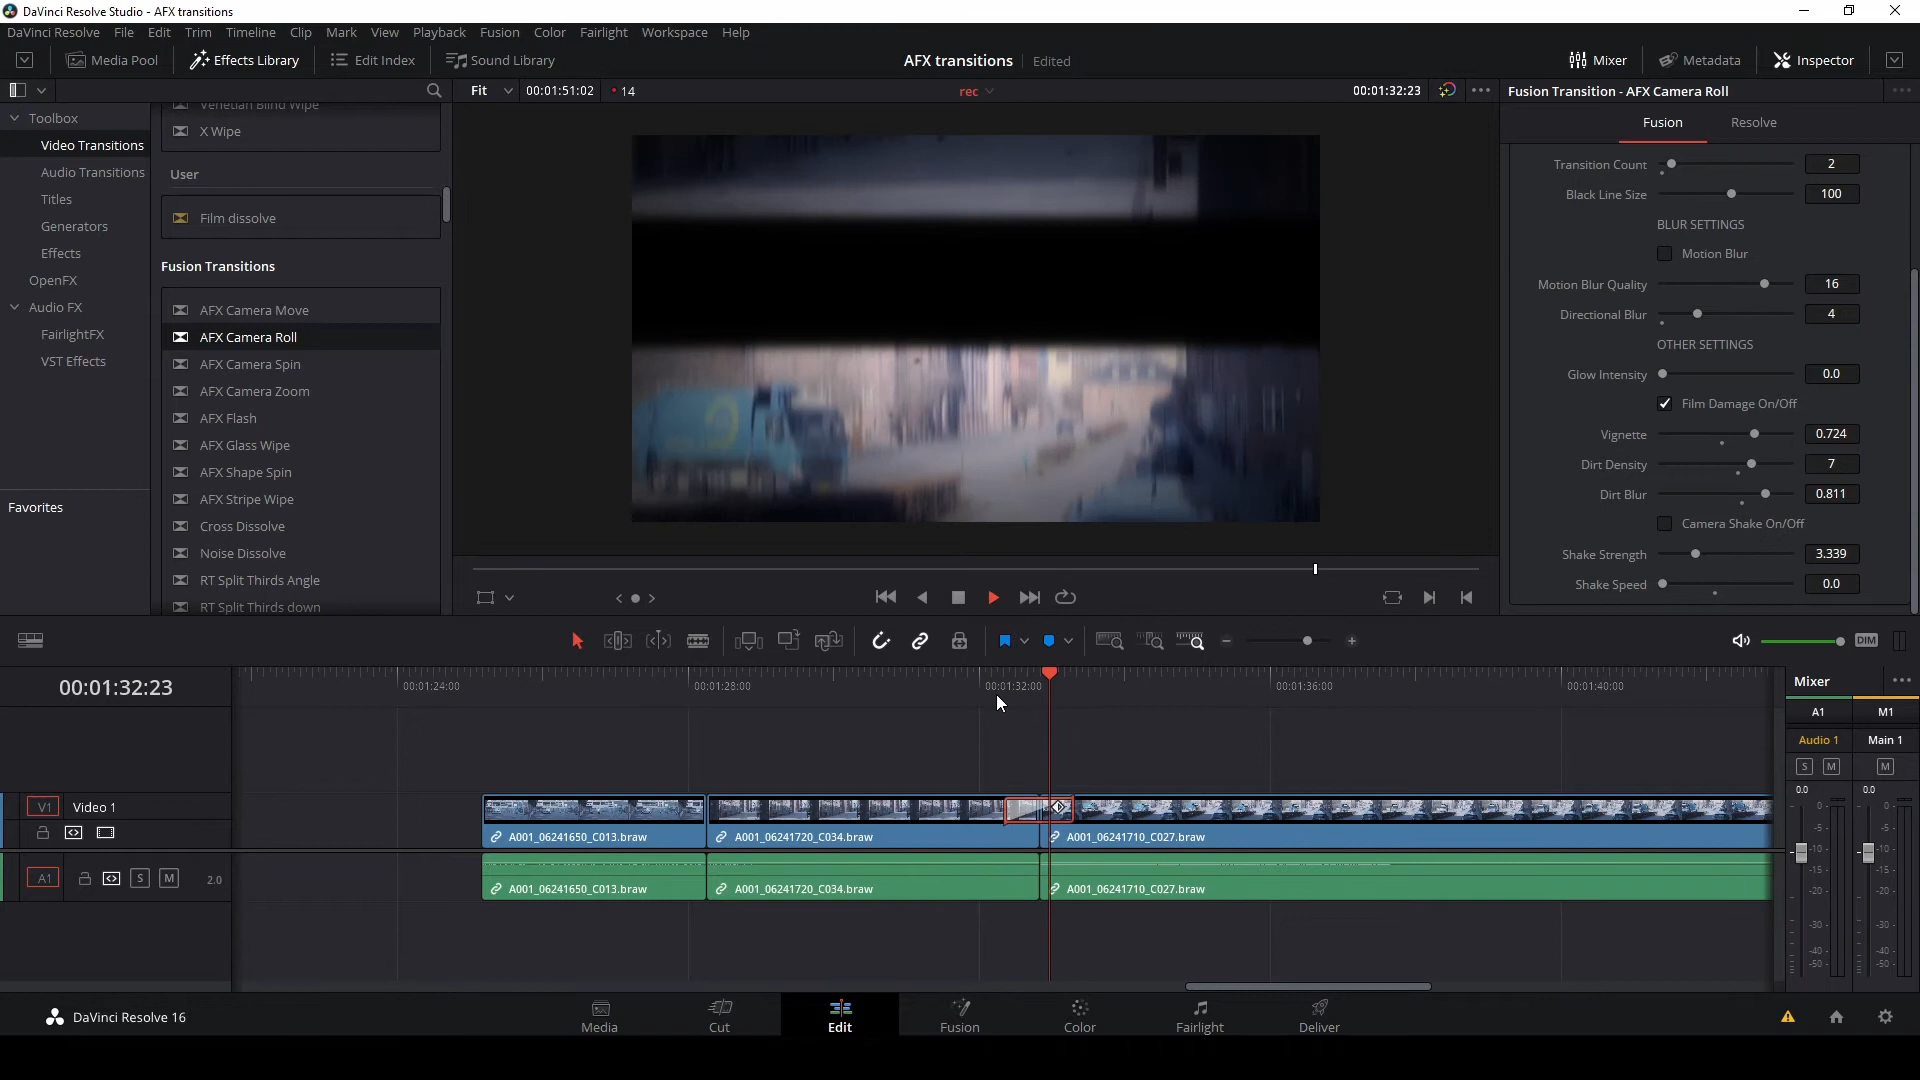 DaVinci Resolve Studio - AFX transitions
DaVinci Resolve File Edit Trim Timeline Clip Mark View Playback Fusion Color Fairlight Workspace Help
Media Pool Effects Library Edit Index Sound Library AFX transitions Edited Mixer Metadata Inspector
Fit 00:01:51:02 14 rec 00:01:32:23 Fusion Transition - AFX Camera Roll
Toolbox
Video Transitions
Audio Transitions
Titles
Generators
Effects
OpenFX
Audio FX
FairlightFX
VST Effects
Favorites
Venetian Blind Wipe
X Wipe
User
Film dissolve
Fusion Transitions
AFX Camera Move
AFX Camera Roll
AFX Camera Spin
AFX Camera Zoom
AFX Flash
AFX Glass Wipe
AFX Shape Spin
AFX Stripe Wipe
Cross Dissolve
Noise Dissolve
RT Split Thirds Angle
RT Split Thirds down
Fusion Resolve
Transition Count 2
Black Line Size 100
BLUR SETTINGS
Motion Blur
Motion Blur Quality 16
Directional Blur 4
OTHER SETTINGS
Glow Intensity 0.0
Film Damage On/Off
Vignette 0.724
Dirt Density 7
Dirt Blur 0.811
Camera Shake On/Off
Shake Strength 3.339
Shake Speed 0.0
DIM
00:01:32:23
00:01:24:00 00:01:28:00 00:01:32:00 00:01:36:00 00:01:40:00
V1 Video 1
A001_06241650_C013.braw A001_06241720_C034.braw A001_06241710_C027.braw
A1 S M 2.0
A001_06241650_C013.braw A001_06241720_C034.braw A001_06241710_C027.braw
Mixer
A1 M1
Audio 1 Main 1
S M M
0.0 0.0
0 0
-5 -5
-10 -10
-15 -15
-20 -20
-30 -30
-40 -40
-50 -50
DaVinci Resolve 16
Media Cut Edit Fusion Color Fairlight Deliver